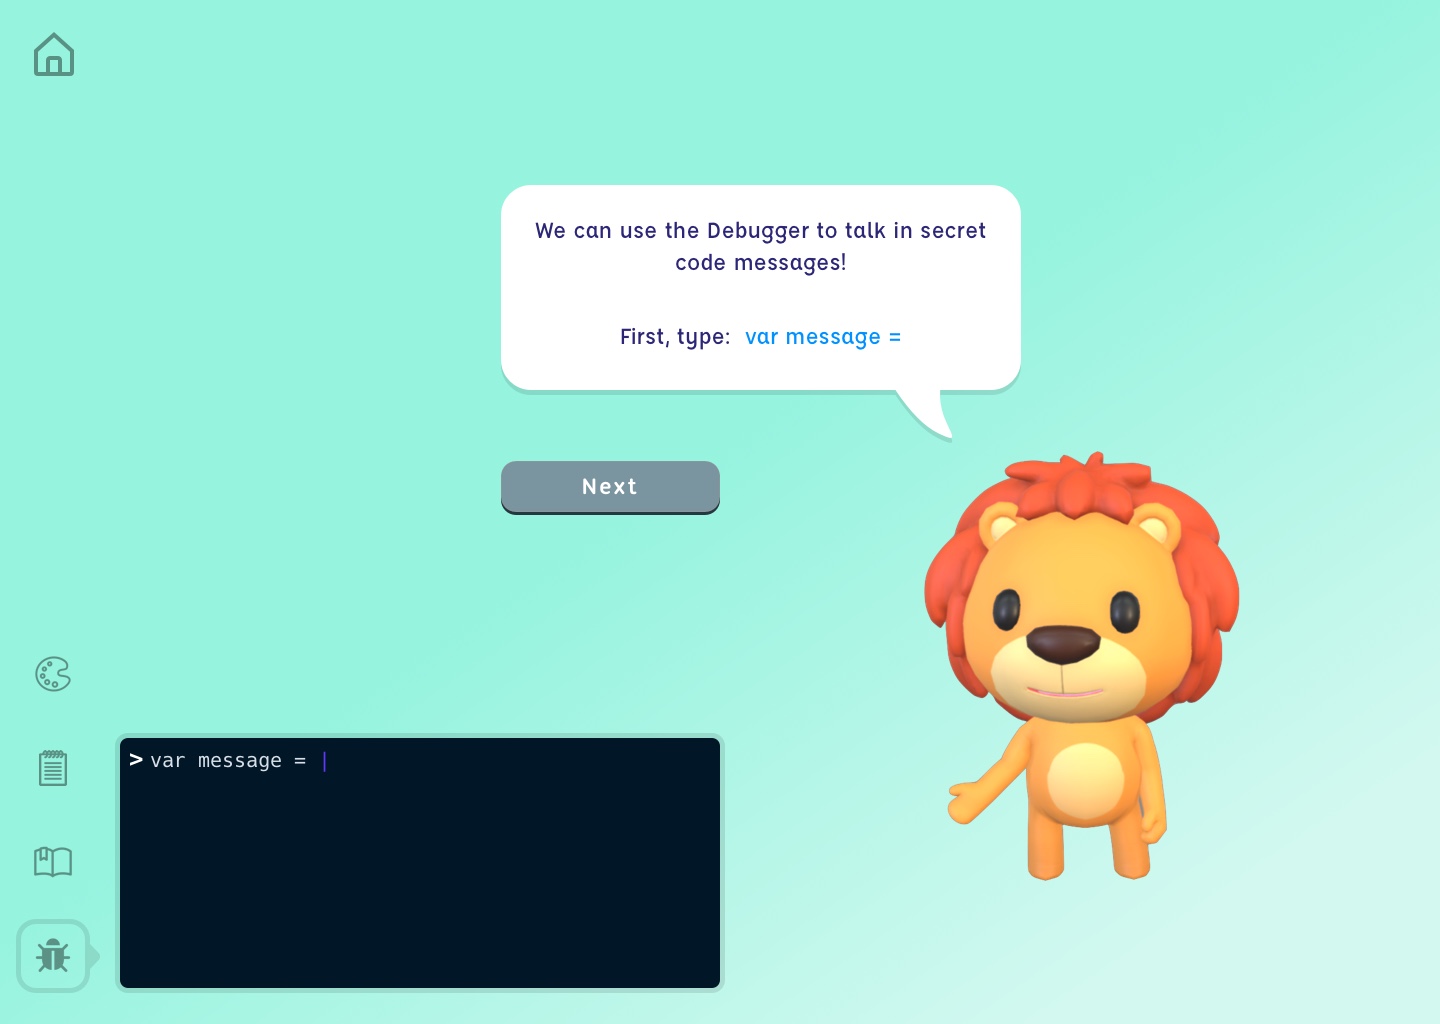 We can use the Debugger to talk in secret
code messages!
First, type: var message =
Next
> var message =